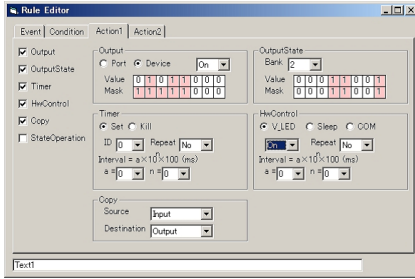 Rule Editor
Event Condition Action1 Action2
Output
OutputState
Timer
HwControl
Copy
StateOperation
Output
Port Device On
Value 0 1 0 1 1 0 0 0
Mask 1 1 1 1 1 0 0 0
OutputState
Bank 2
Value 0 0 0 1 1 0 0 1
Mask 0 0 0 1 1 0 0 1
Timer
Set Kill
ID 0 Repeat No
Interval = a×10^n×100 (ms)
a = 0 n = 0
HwControl
V_LED Sleep COM
On Repeat No
Interval = a×10^n×100 (ms)
a = 0 n = 0
Copy
Source Input
Destination Output
Text1